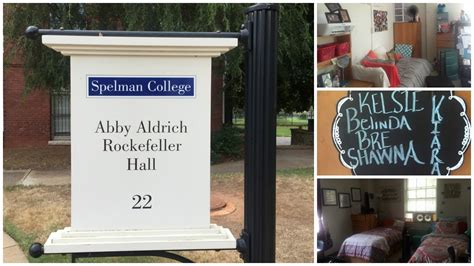 Spelman College
Abby Aldrich
Rockefeller
Hall
22
KELSIE
Belinda
BRE
SHAWNA
KIARA